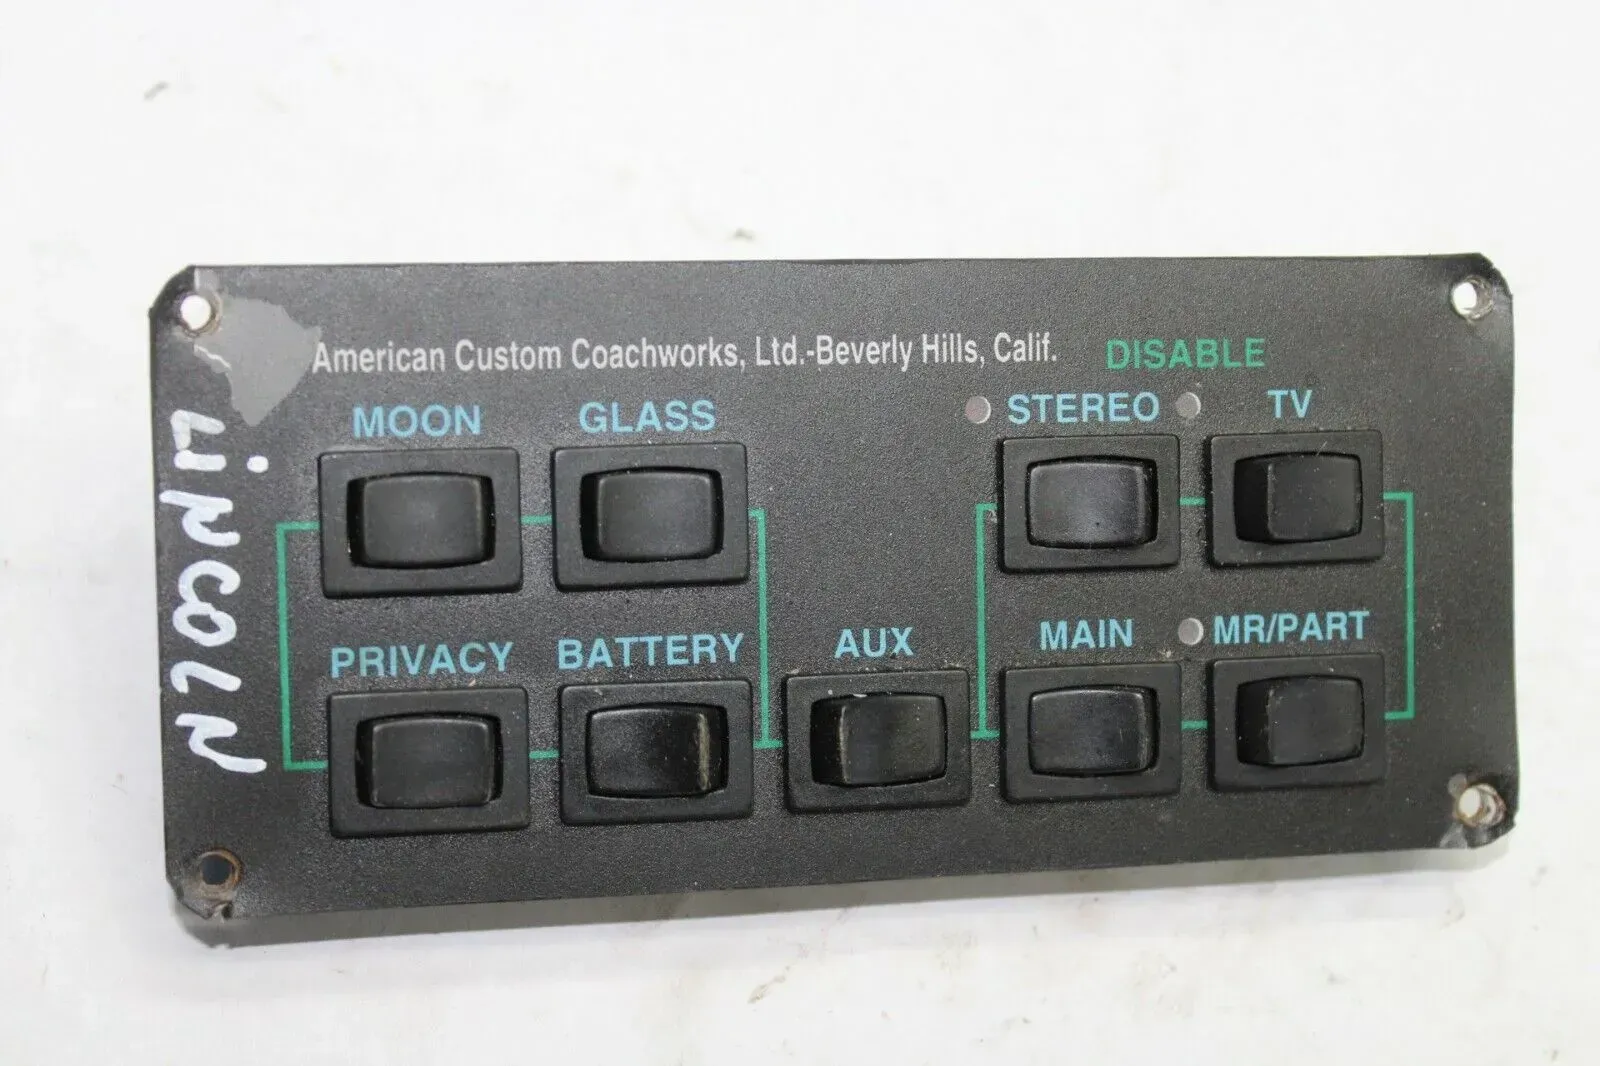 American Custom Coachworks, Ltd.-Beverly Hills, Calif.
DISABLE
MOON GLASS STEREO TV
PRIVACY BATTERY AUX MAIN MR/PART
LiNCOLN